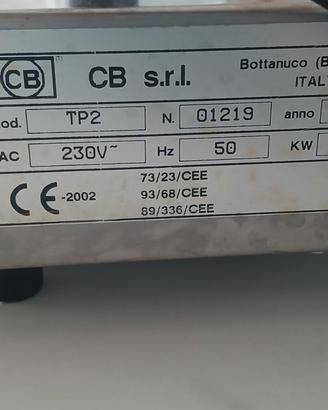 CB CB s.r.l. Bottanuco (B
ITAL
od. TP2 N. 01219 anno
AC 230V~ Hz 50 KW
73/23/CEE
CE -2002 93/68/CEE
89/336/CEE